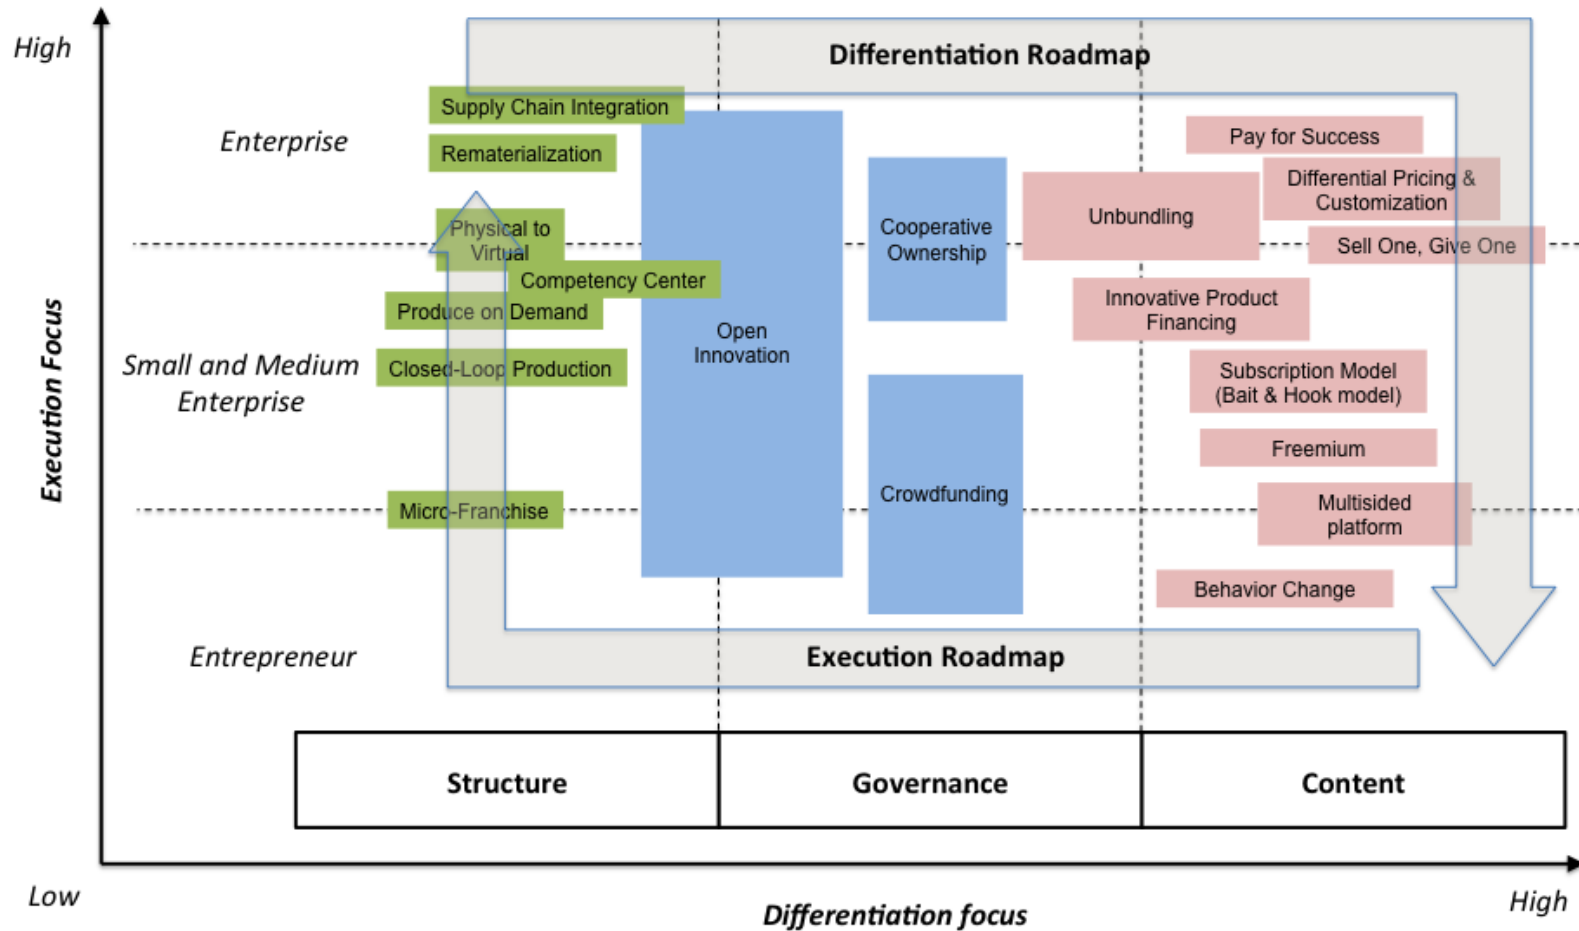 High
Differentiation Roadmap
Supply Chain Integration
Enterprise
Rematerialization
Pay for Success
Differential Pricing &
Customization
Physical to
Virtual
Cooperative
Ownership
Unbundling
Sell One, Give One
Competency Center
Produce on Demand
Open
Innovation
Innovative Product
Financing
Execution Focus
Small and Medium
Enterprise
Closed-Loop Production
Subscription Model
(Bait & Hook model)
Freemium
Micro-Franchise
Crowdfunding
Multisided
platform
Behavior Change
Entrepreneur
Execution Roadmap
Structure
Governance
Content
Low
Differentiation focus
High